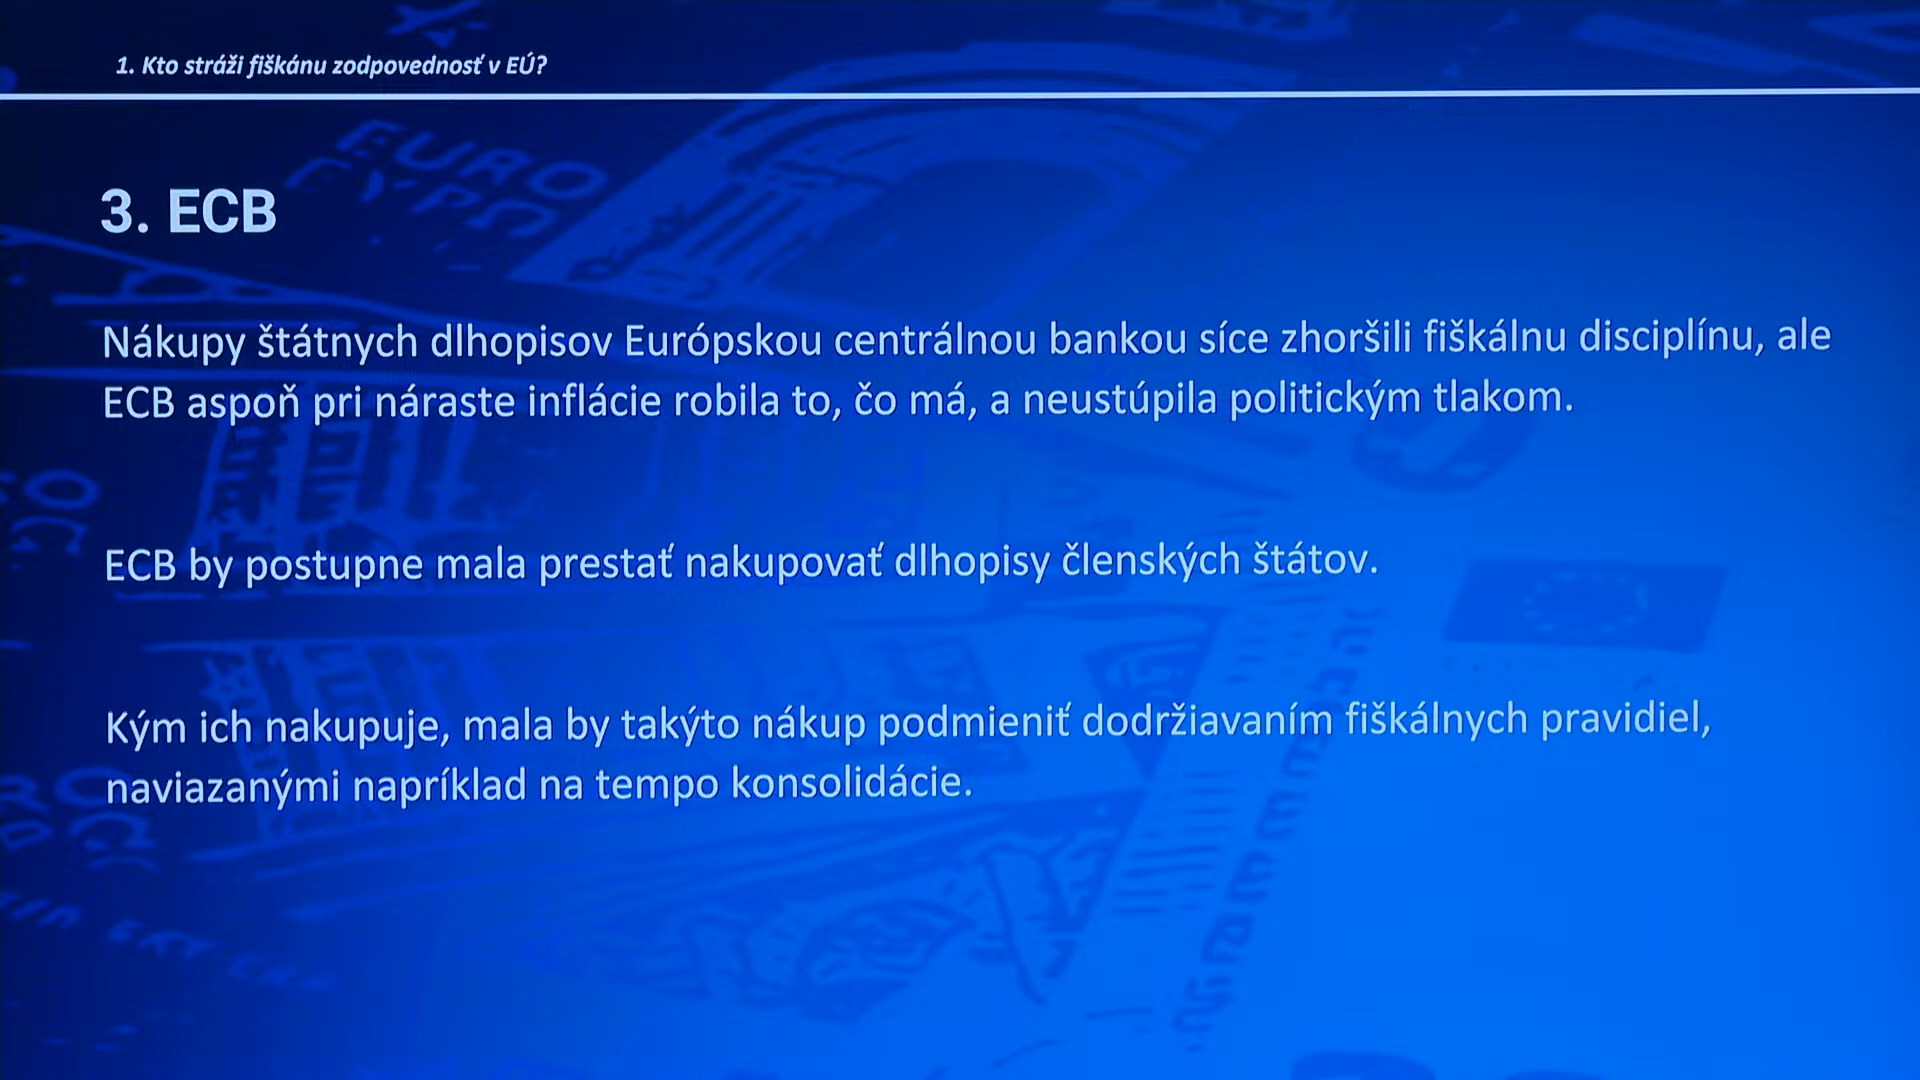 1. Kto stráži fiškánu zodpovednosť v EÚ?
3. ECB
Nákupy štátnych dlhopisov Európskou centrálnou bankou síce zhoršili fiškálnu disciplínu, ale
ECB aspoň pri náraste inflácie robila to, čo má, a neustúpila politickým tlakom.
ECB by postupne mala prestať nakupovať dlhopisy členských štátov.
Kým ich nakupuje, mala by takýto nákup podmieniť dodržiavaním fiškálnych pravidiel,
naviazanými napríklad na tempo konsolidácie.
EURO
ΕΥΡΩ